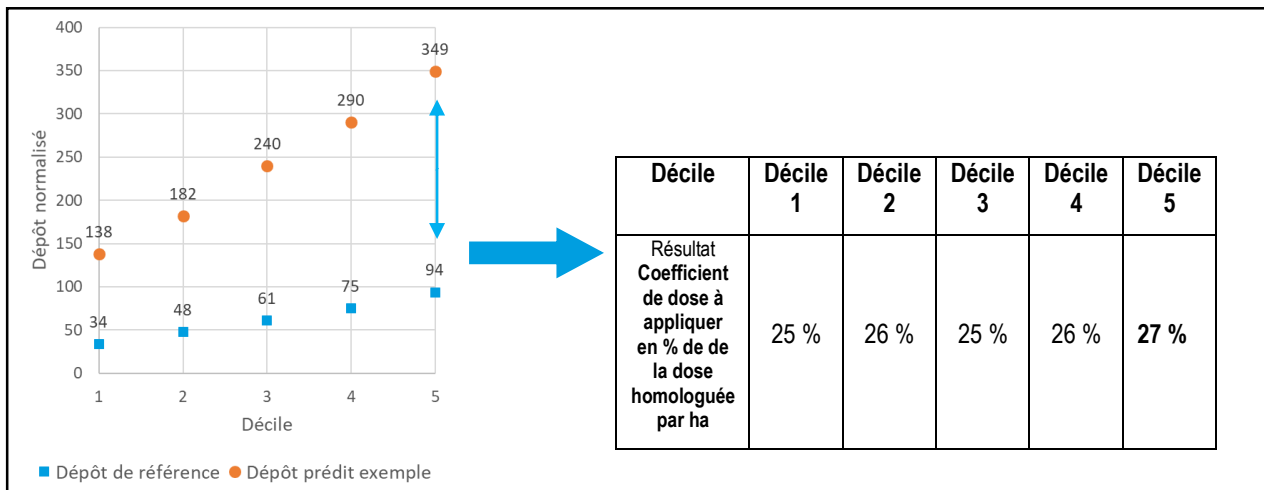 400
350
300
250
200
150
100
50
0
Dépôt normalisé
349
290
240
182
138
94
75
61
48
34
1 2 3 4 5
Décile
Dépôt de référence Dépôt prédit exemple
Décile Décile Décile Décile Décile Décile
1 2 3 4 5
Résultat
Coefficient
de dose à
appliquer
en % de de
la dose
homologuée
par ha
25 % 26 % 25 % 26 % 27 %